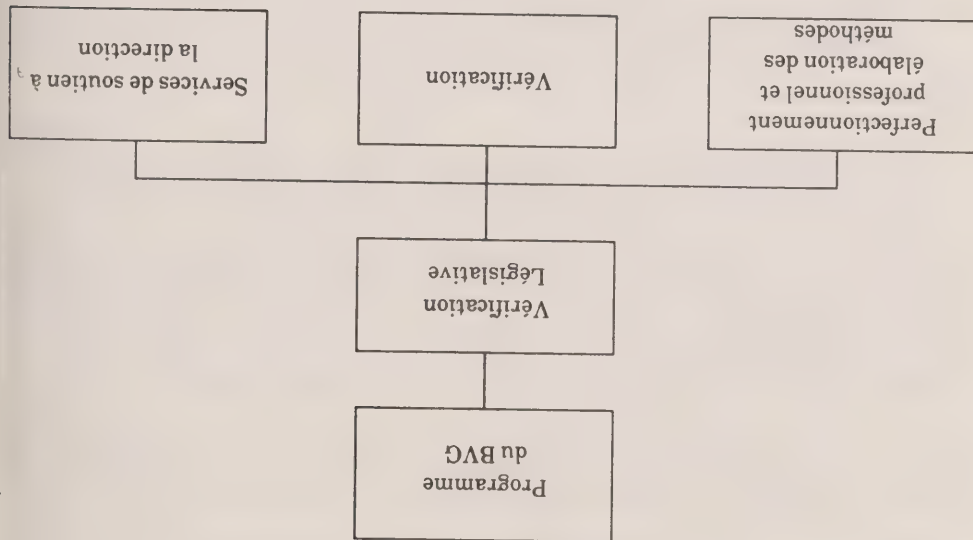 Programme
du BVG
Vérification
Législative
Perfectionnement
professionnel et
élaboration des
méthodes
Vérification
Services de soutien à
la direction